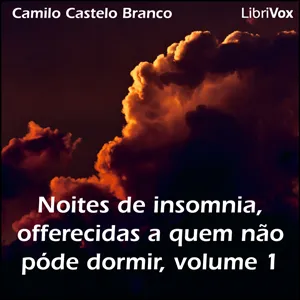 Camilo Castelo Branco
LibriVox
Noites de insomnia,
offerecidas a quem não
póde dormir, volume 1